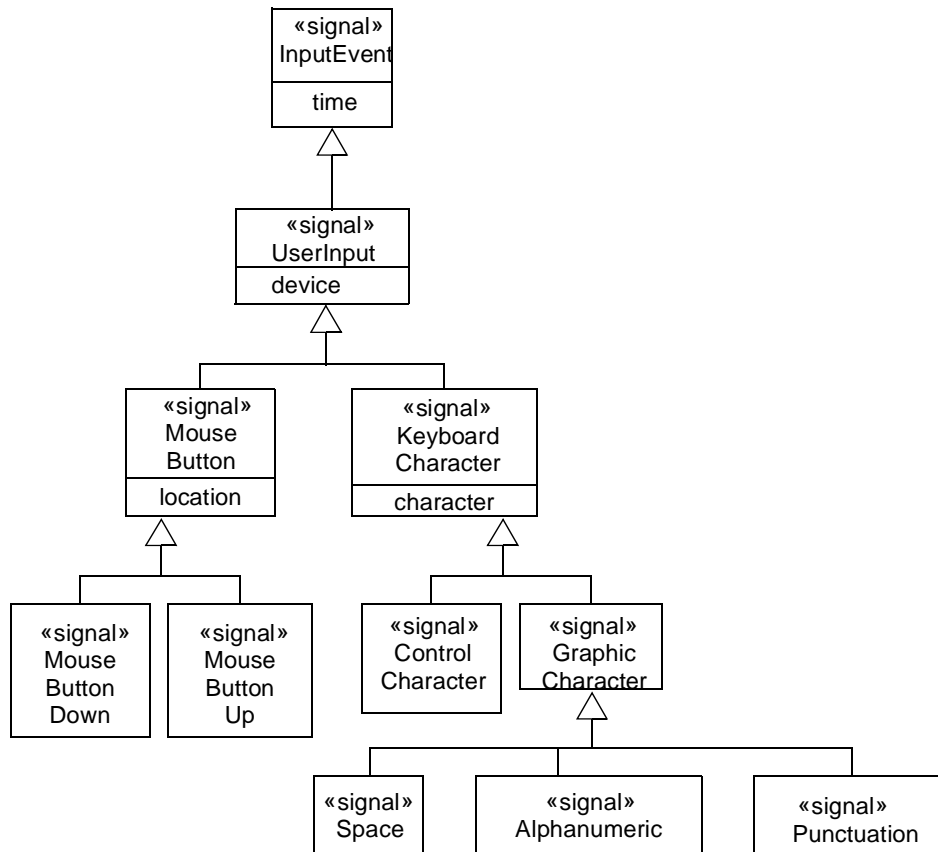 «signal»
InputEvent
time
«signal»
UserInput
device
«signal»
Mouse
Button
location
«signal»
Keyboard
Character
character
«signal»
Mouse
Button
Down
«signal»
Mouse
Button
Up
«signal»
Control
Character
«signal»
Graphic
Character
«signal»
Space
«signal»
Alphanumeric
«signal»
Punctuation